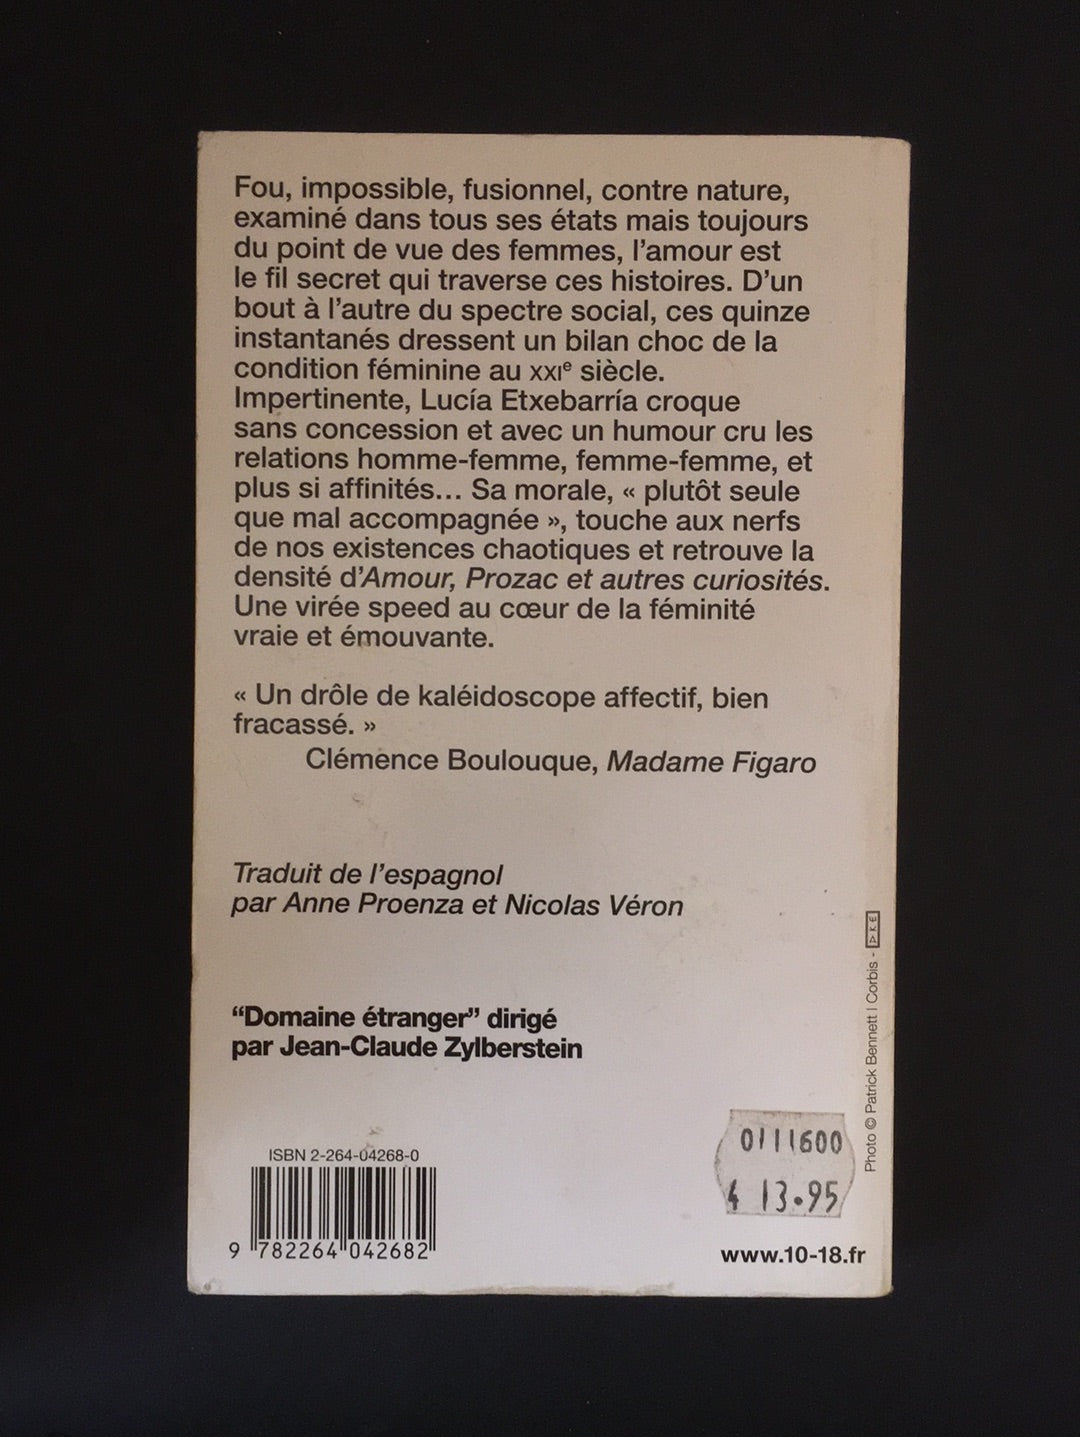 Fou, impossible, fusionnel, contre nature,
examiné dans tous ses états mais toujours
du point de vue des femmes, l'amour est
le fil secret qui traverse ces histoires. D'un
bout à l'autre du spectre social, ces quinze
instantanés dressent un bilan choc de la
condition féminine au XXIe siècle.
Impertinente, Lucía Etxebarría croque
sans concession et avec un humour cru les
relations homme-femme, femme-femme, et
plus si affinités... Sa morale, « plutôt seule
que mal accompagnée », touche aux nerfs
de nos existences chaotiques et retrouve la
densité d'Amour, Prozac et autres curiosités.
Une virée speed au cœur de la féminité
vraie et émouvante.
« Un drôle de kaléidoscope affectif, bien
fracassé. »
Clémence Boulouque, Madame Figaro
Traduit de l'espagnol
par Anne Proenza et Nicolas Véron
“Domaine étranger” dirigé
par Jean-Claude Zylberstein
ISBN 2-264-04268-0
9 782264 042682
0111600
13.95
www.10-18.fr
Photo © Patrick Bennett | Corbis -